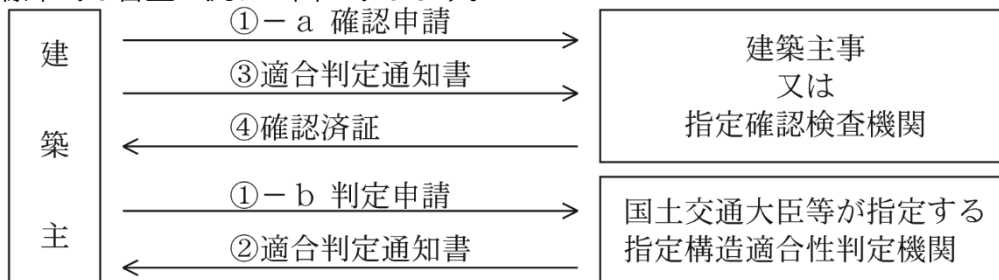 建築主
①－a 確認申請
③適合判定通知書
④確認済証
①－b 判定申請
②適合判定通知書
建築主事
又は
指定確認検査機関
国土交通大臣等が指定する
指定構造適合性判定機関